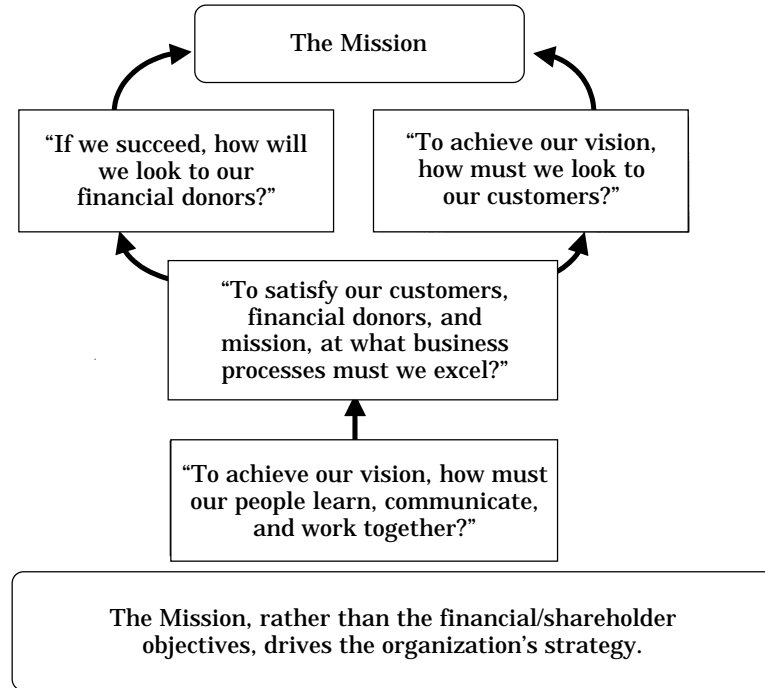 The Mission
“If we succeed, how will
we look to our
financial donors?”
“To achieve our vision,
how must we look to
our customers?”
“To satisfy our customers,
financial donors, and
mission, at what business
processes must we excel?”
“To achieve our vision, how must
our people learn, communicate,
and work together?”
The Mission, rather than the financial/shareholder
objectives, drives the organization’s strategy.